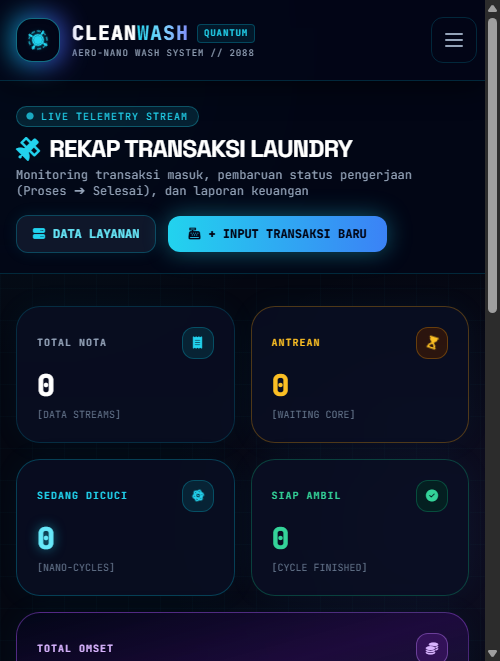 CLEANWASH QUANTUM
AERO-NANO WASH SYSTEM // 2088
LIVE TELEMETRY STREAM
REKAP TRANSAKSI LAUNDRY
Monitoring transaksi masuk, pembaruan status pengerjaan
(Proses ➔ Selesai), dan laporan keuangan
DATA LAYANAN
+ INPUT TRANSAKSI BARU
TOTAL NOTA
0
[DATA STREAMS]
ANTREAN
0
[WAITING CORE]
SEDANG DICUCI
0
[NANO-CYCLES]
SIAP AMBIL
0
[CYCLE FINISHED]
TOTAL OMSET